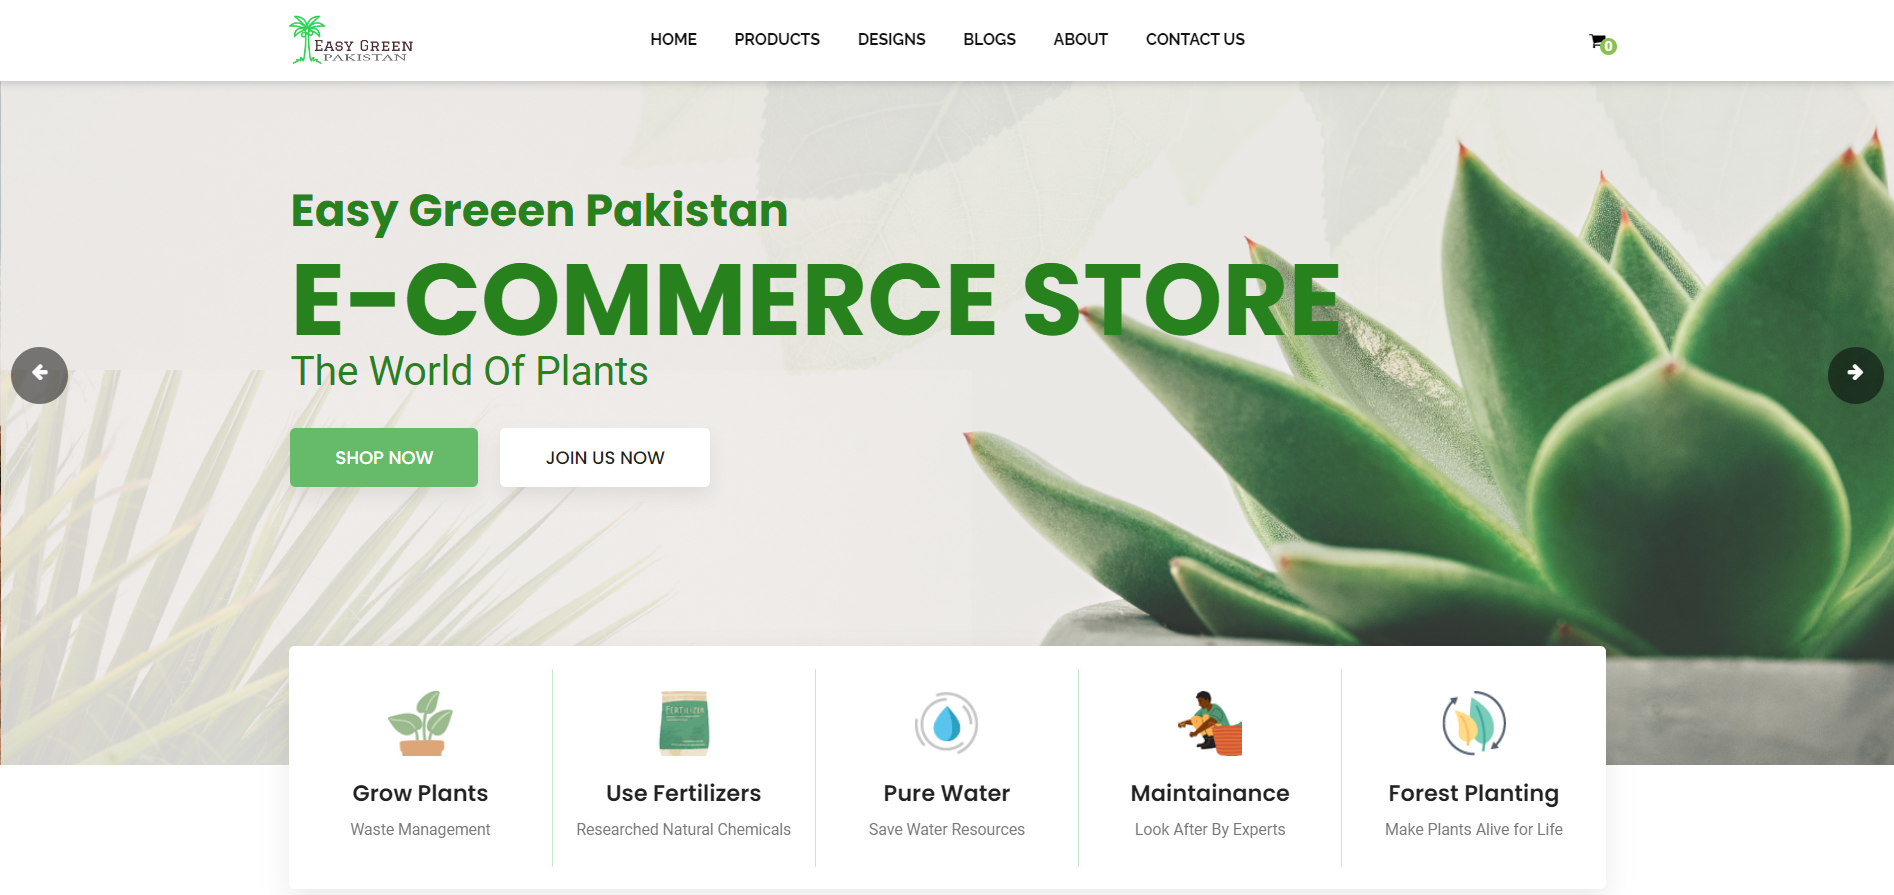 EASY GREEN
PAKISTAN
HOME PRODUCTS DESIGNS BLOGS ABOUT CONTACT US
0
Easy Greeen Pakistan
E-COMMERCE STORE
The World Of Plants
SHOP NOW JOIN US NOW
FERTILIZER
Grow Plants Use Fertilizers Pure Water Maintainance Forest Planting
Waste Management Researched Natural Chemicals Save Water Resources Look After By Experts Make Plants Alive for Life